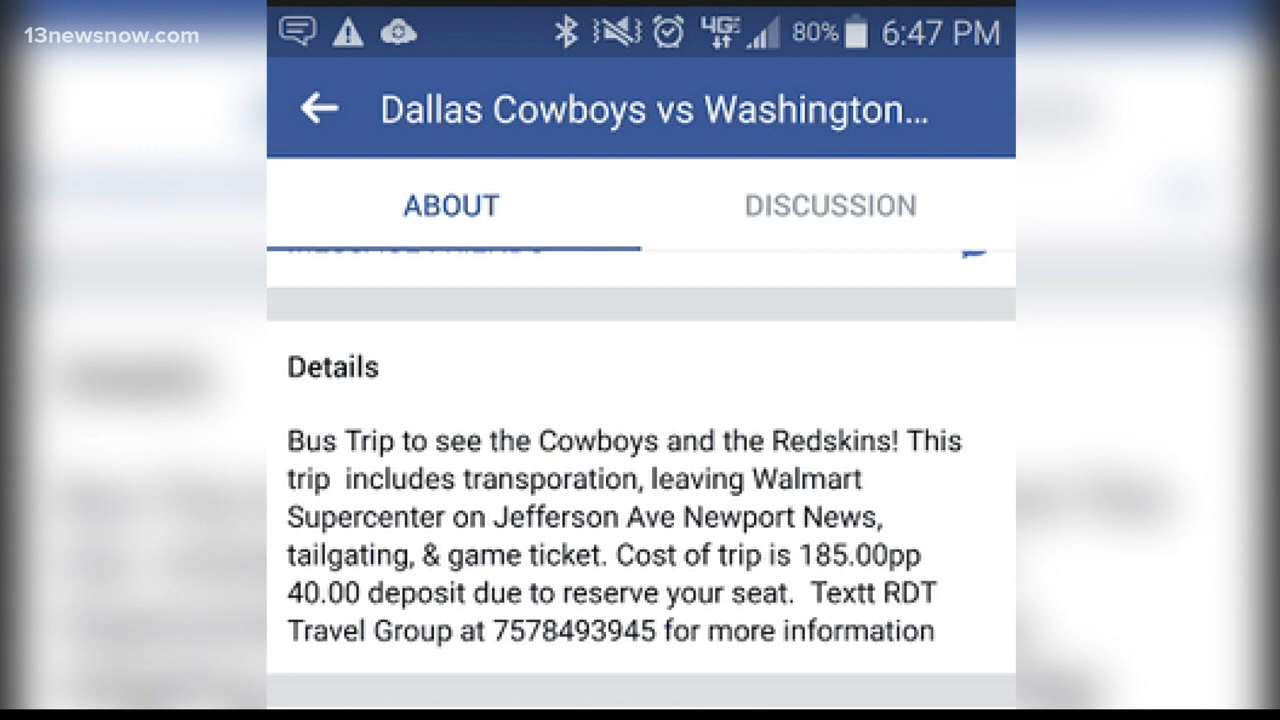 13newsnow.com
4G 80% 6:47 PM
Dallas Cowboys vs Washington...
ABOUT DISCUSSION
Details
Bus Trip to see the Cowboys and the Redskins! This
trip includes transporation, leaving Walmart
Supercenter on Jefferson Ave Newport News,
tailgating, & game ticket. Cost of trip is 185.00pp
40.00 deposit due to reserve your seat. Textt RDT
Travel Group at 7578493945 for more information